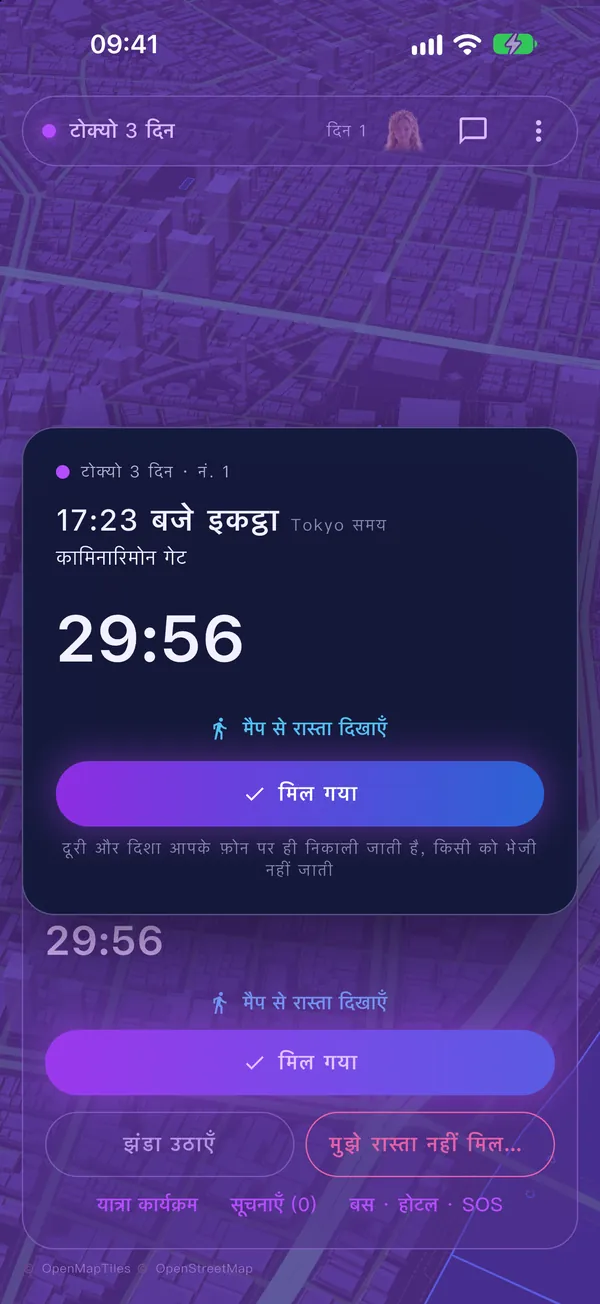 09:41
टोक्यो 3 दिन
दिन 1
टोक्यो 3 दिन · नं. 1
17:23 बजे इकट्ठा Tokyo समय
कामिनारिमोन गेट
29:56
मैप से रास्ता दिखाएँ
मिल गया
दूरी और दिशा आपके फ़ोन पर ही निकाली जाती है, किसी को भेजी
नहीं जाती
29:56
मैप से रास्ता दिखाएँ
मिल गया
झंडा उठाएँ
मुझे रास्ता नहीं मिल...
यात्रा कार्यक्रम सूचनाएँ (0) बस · होटल · SOS
© OpenMapTiles © OpenStreetMap